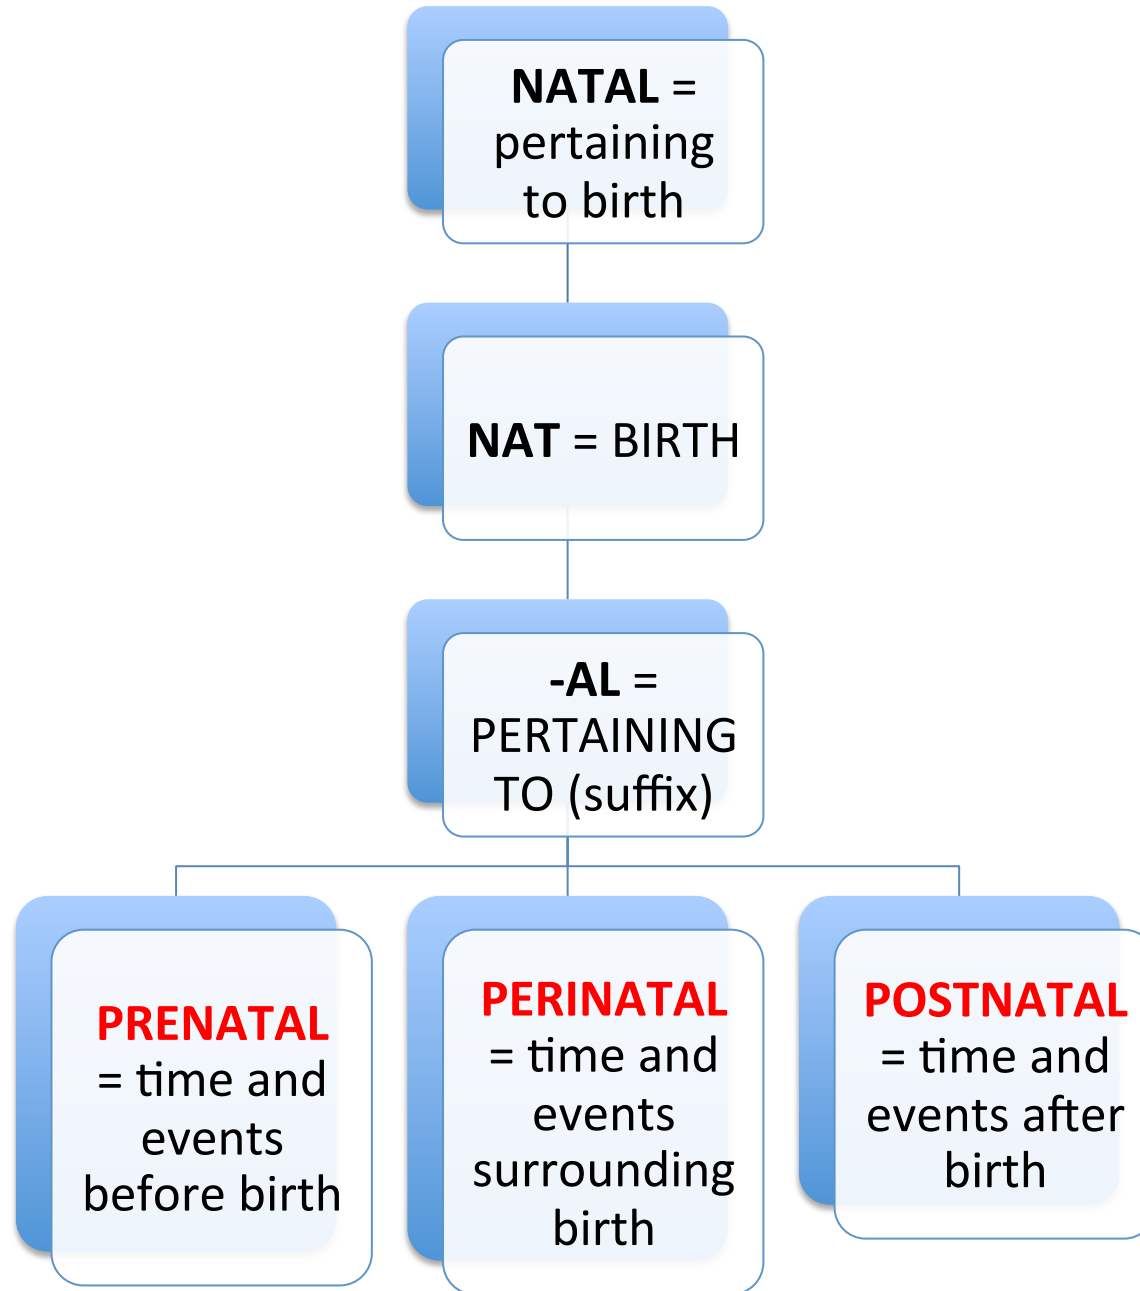 NATAL =
pertaining
to birth
NAT = BIRTH
-AL =
PERTAINING
TO (suffix)
PRENATAL
= time and
events
before birth
PERINATAL
= time and
events
surrounding
birth
POSTNATAL
= time and
events after
birth